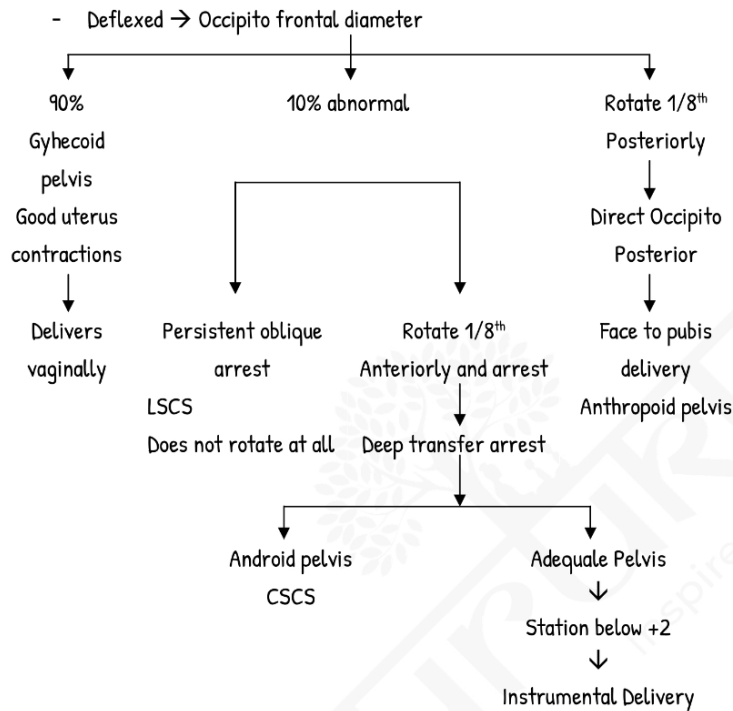 - Deflexed → Occipito frontal diameter
90%
Gyhecoid
pelvis
Good uterus
contractions
Delivers
vaginally
10% abnormal
Persistent oblique
arrest
LSCS
Does not rotate at all
Rotate 1/8th
Anteriorly and arrest
Deep transfer arrest
Android pelvis
CSCS
Adequale Pelvis
Station below +2
Instrumental Delivery
Rotate 1/8th
Posteriorly
Direct Occipito
Posterior
Face to pubis
delivery
Anthropoid pelvis